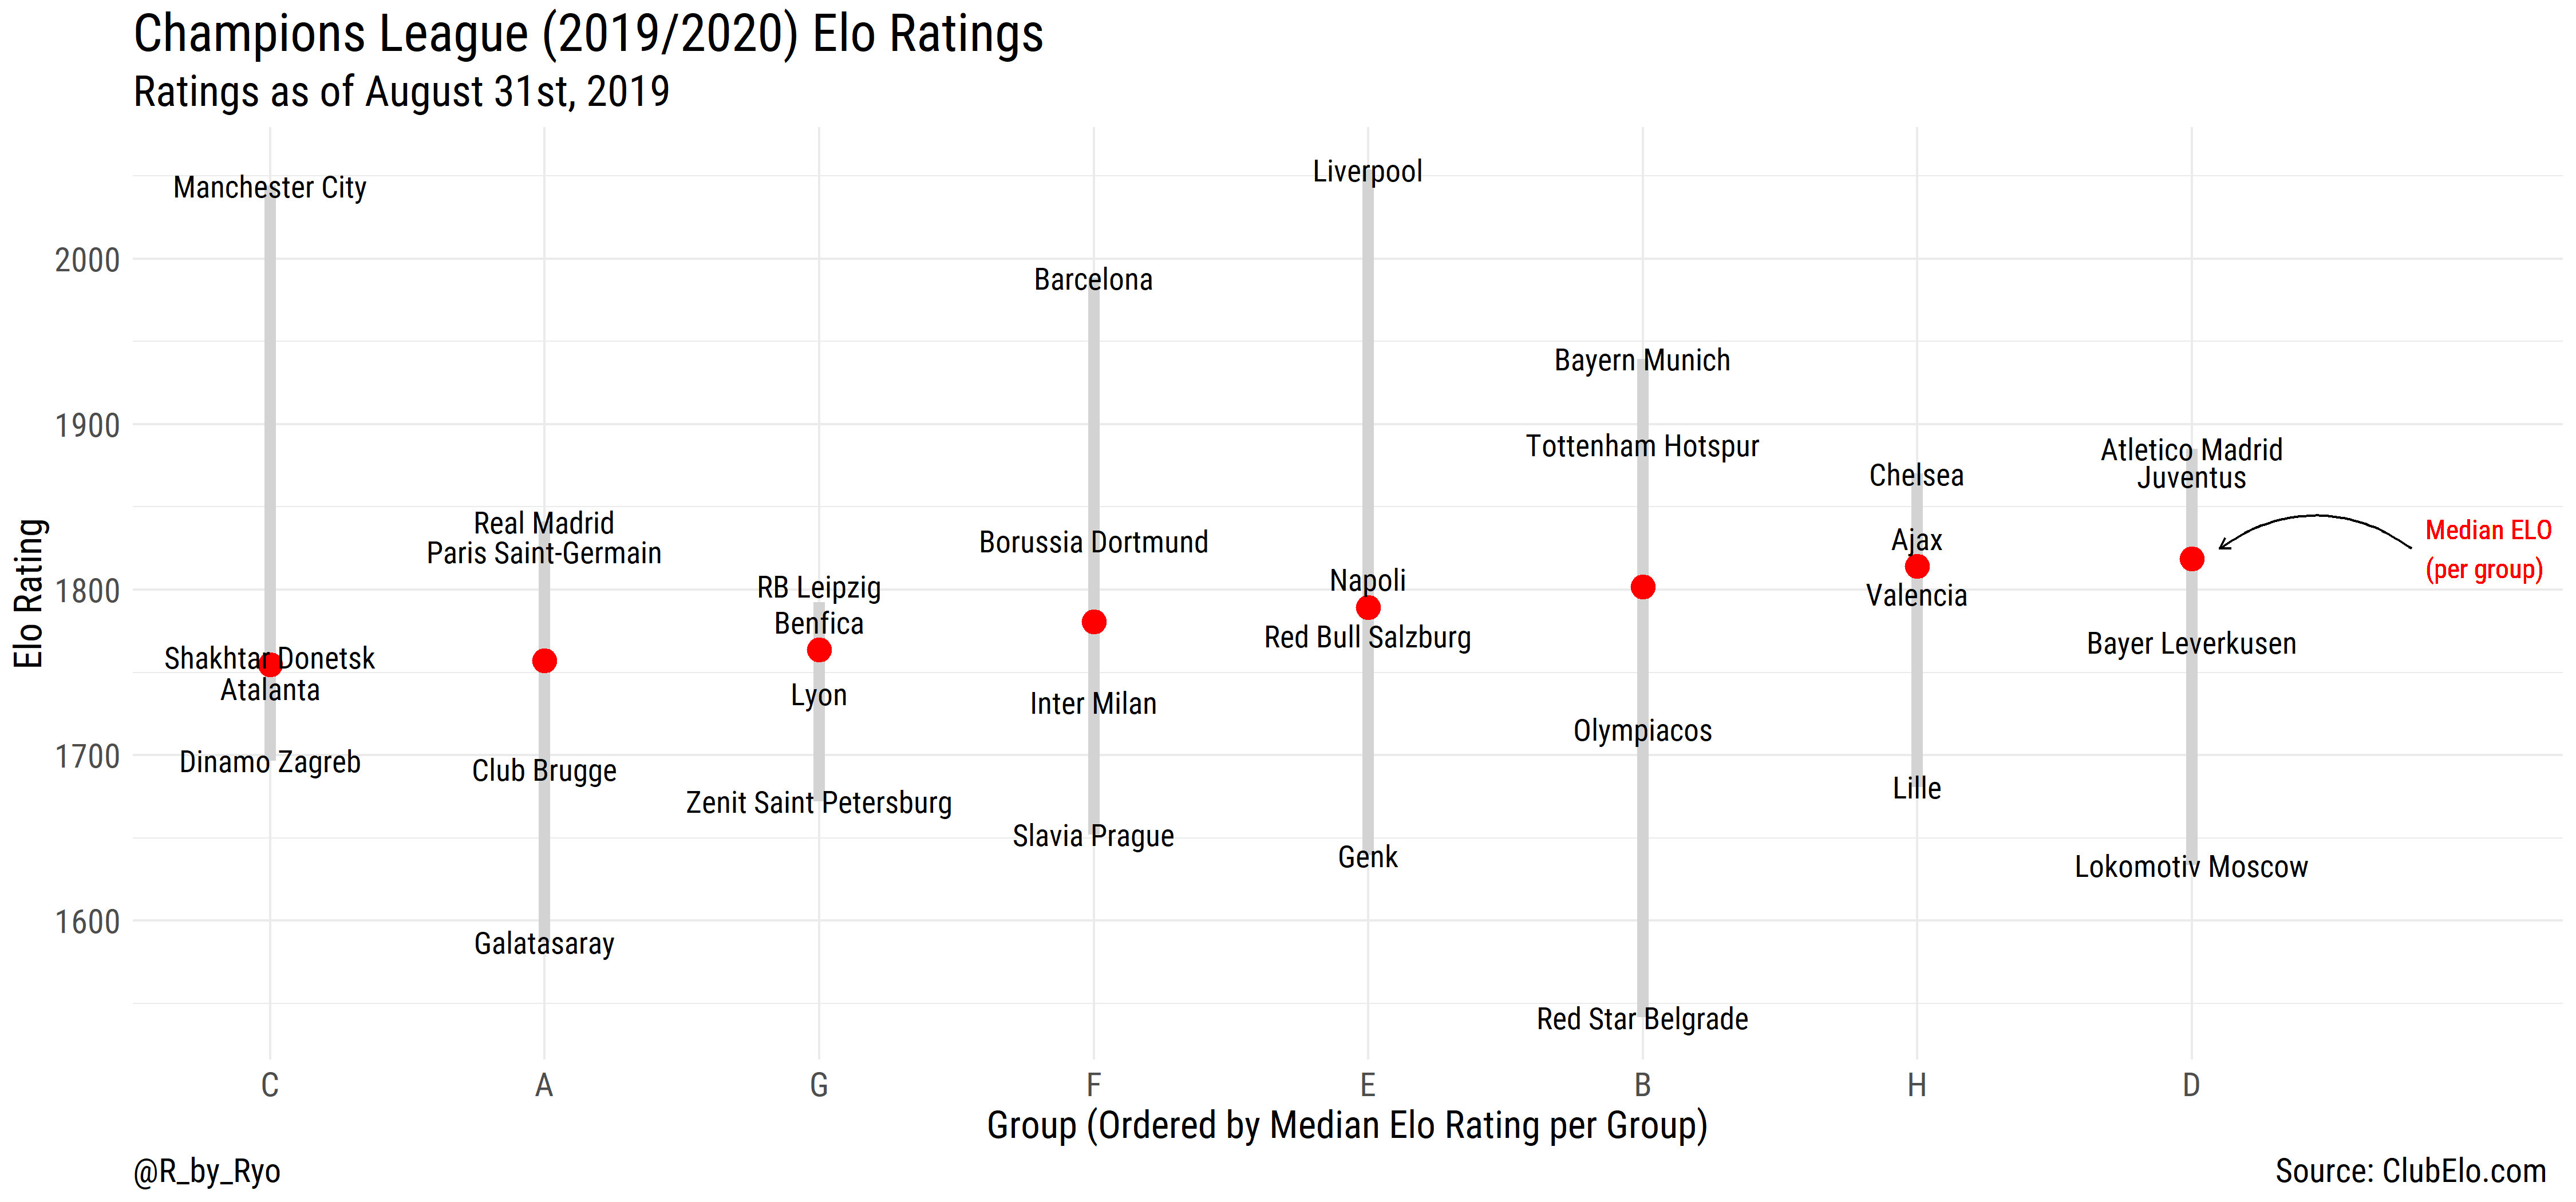 Champions League (2019/2020) Elo Ratings
Ratings as of August 31st, 2019
Elo Rating
2000
1900
1800
1700
1600
Manchester City
Shakhtar Donetsk
Atalanta
Dinamo Zagreb
Real Madrid
Paris Saint-Germain
Club Brugge
Galatasaray
RB Leipzig
Benfica
Lyon
Zenit Saint Petersburg
Barcelona
Borussia Dortmund
Inter Milan
Slavia Prague
Liverpool
Napoli
Red Bull Salzburg
Genk
Bayern Munich
Tottenham Hotspur
Olympiacos
Red Star Belgrade
Chelsea
Ajax
Valencia
Lille
Atletico Madrid
Juventus
Bayer Leverkusen
Lokomotiv Moscow
Median ELO
(per group)
C A G F E B H D
Group (Ordered by Median Elo Rating per Group)
@R_by_Ryo
Source: ClubElo.com